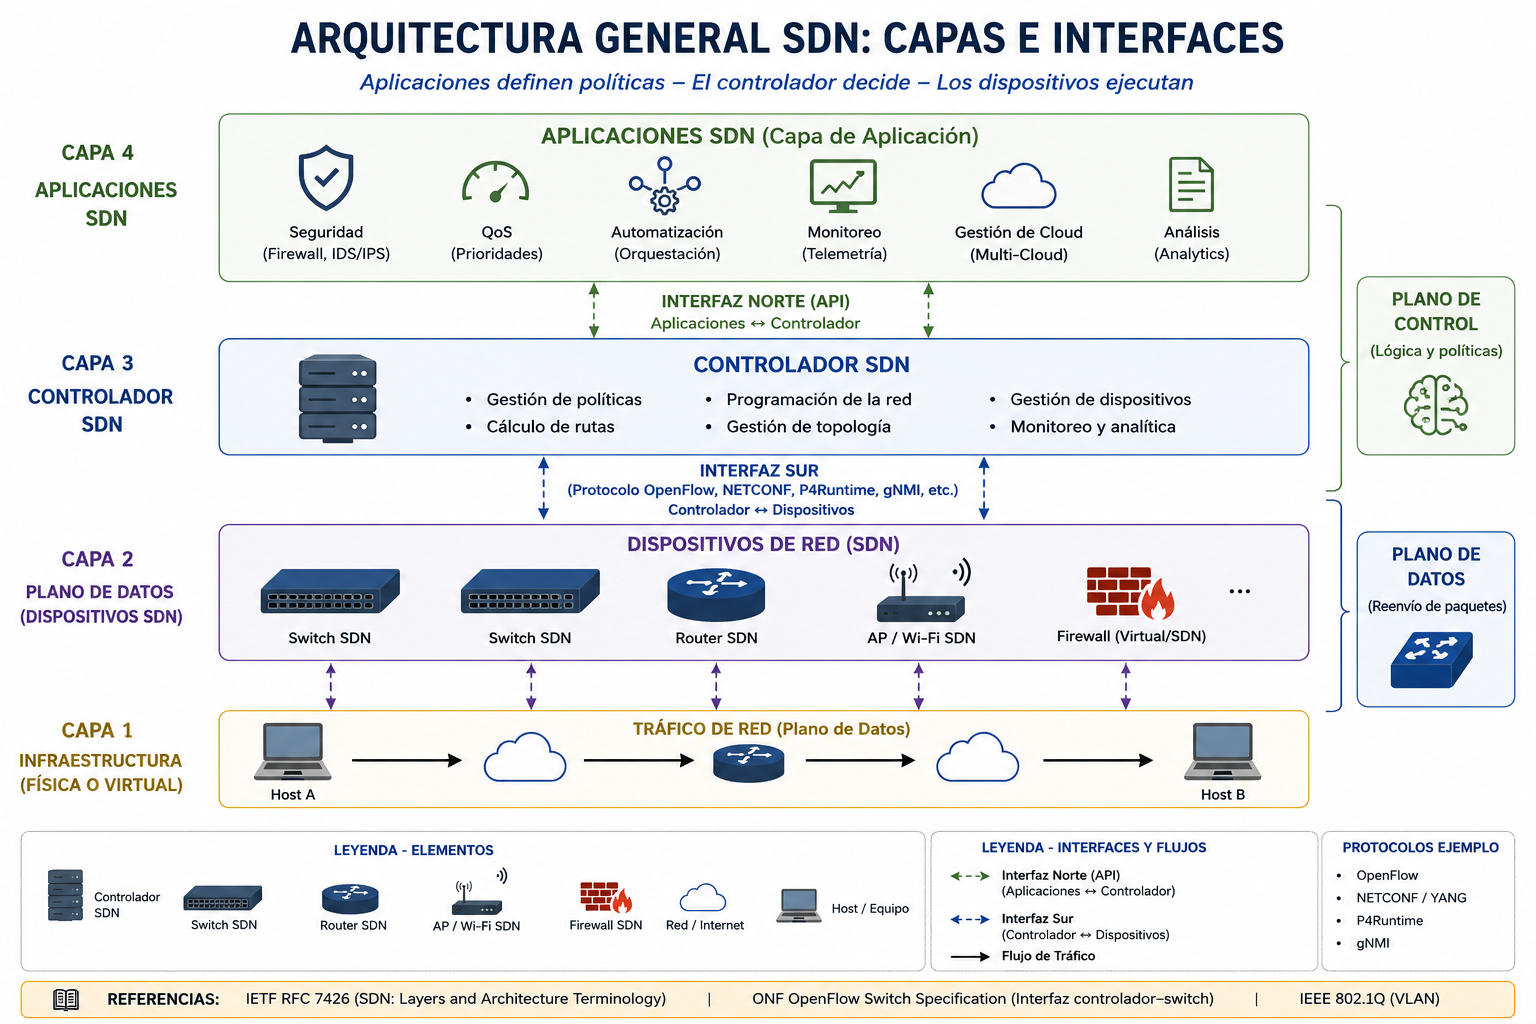 ARQUITECTURA GENERAL SDN: CAPAS E INTERFACES
Aplicaciones definen políticas – El controlador decide – Los dispositivos ejecutan
CAPA 4
APLICACIONES
SDN
APLICACIONES SDN (Capa de Aplicación)
Seguridad
(Firewall, IDS/IPS)
QoS
(Prioridades)
Automatización
(Orquestación)
Monitoreo
(Telemetría)
Gestión de Cloud
(Multi-Cloud)
Análisis
(Analytics)
INTERFAZ NORTE (API)
Aplicaciones ↔ Controlador
PLANO DE
CONTROL
(Lógica y políticas)
CAPA 3
CONTROLADOR
SDN
CONTROLADOR SDN
• Gestión de políticas
• Cálculo de rutas
• Programación de la red
• Gestión de topología
• Gestión de dispositivos
• Monitoreo y analítica
INTERFAZ SUR
(Protocolo OpenFlow, NETCONF, P4Runtime, gNMI, etc.)
Controlador ↔ Dispositivos
CAPA 2
PLANO DE DATOS
(DISPOSITIVOS SDN)
DISPOSITIVOS DE RED (SDN)
Switch SDN
Switch SDN
Router SDN
AP / Wi-Fi SDN
Firewall (Virtual/SDN)
...
PLANO DE
DATOS
(Reenvío de paquetes)
CAPA 1
INFRAESTRUCTURA
(FÍSICA O VIRTUAL)
TRÁFICO DE RED (Plano de Datos)
Host A
Host B
LEYENDA - ELEMENTOS
Controlador
SDN
Switch SDN
Router SDN
AP / Wi-Fi SDN
Firewall SDN
Red / Internet
Host / Equipo
LEYENDA - INTERFACES Y FLUJOS
Interfaz Norte (API)
(Aplicaciones ↔ Controlador)
Interfaz Sur
(Controlador ↔ Dispositivos)
Flujo de Tráfico
PROTOCOLOS EJEMPLO
• OpenFlow
• NETCONF / YANG
• P4Runtime
• gNMI
REFERENCIAS: IETF RFC 7426 (SDN: Layers and Architecture Terminology) | ONF OpenFlow Switch Specification (Interfaz controlador–switch) | IEEE 802.1Q (VLAN)